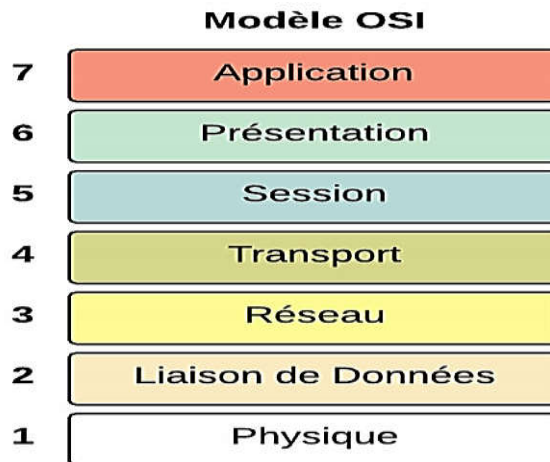 Modèle OSI
7 Application
6 Présentation
5 Session
4 Transport
3 Réseau
2 Liaison de Données
1 Physique